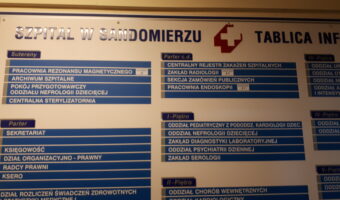 SZPITAL W SANDOMIERZU
TABLICA INF
Sutereny
PRACOWNIA REZONANSU MAGNETYCZNEGO
ARCHIWUM SZPITALNE
POKÓJ PRZYGOTOWAWCZY
ODDZIAŁU NEFROLOGII DZIECIĘCEJ
CENTRALNA STERYLIZATORNIA
Parter
SEKRETARIAT
KSIĘGOWOŚĆ
DZIAŁ ORGANIZACYJNO - PRAWNY
RADCY PRAWNI
KSERO
DZIAŁ ROZLICZEŃ ŚWIADCZEŃ ZDROWOTNYCH
Parter c.d.
CENTRALNY REJESTR ZAKAŻEŃ SZPITALNYCH
ZAKŁAD RADIOLOGII
SEKCJA ZAMÓWIEŃ PUBLICZNYCH
PRACOWNIA ENDOSKOPII
I-Piętro
ODDZIAŁ PEDIATRYCZNY Z PODODDZ. KARDIOLOGII DZIEC
ODDZIAŁ NEFROLOGII DZIECIĘCEJ
ZAKŁAD DIAGNOSTYKI LABORATORYJNEJ
ODDZIAŁ PSYCHIATRII DZIENNEJ
ZAKŁAD SEROLOGII
II-Piętro
ODDZIAŁ CHORÓB WEWNĘTRZNYCH